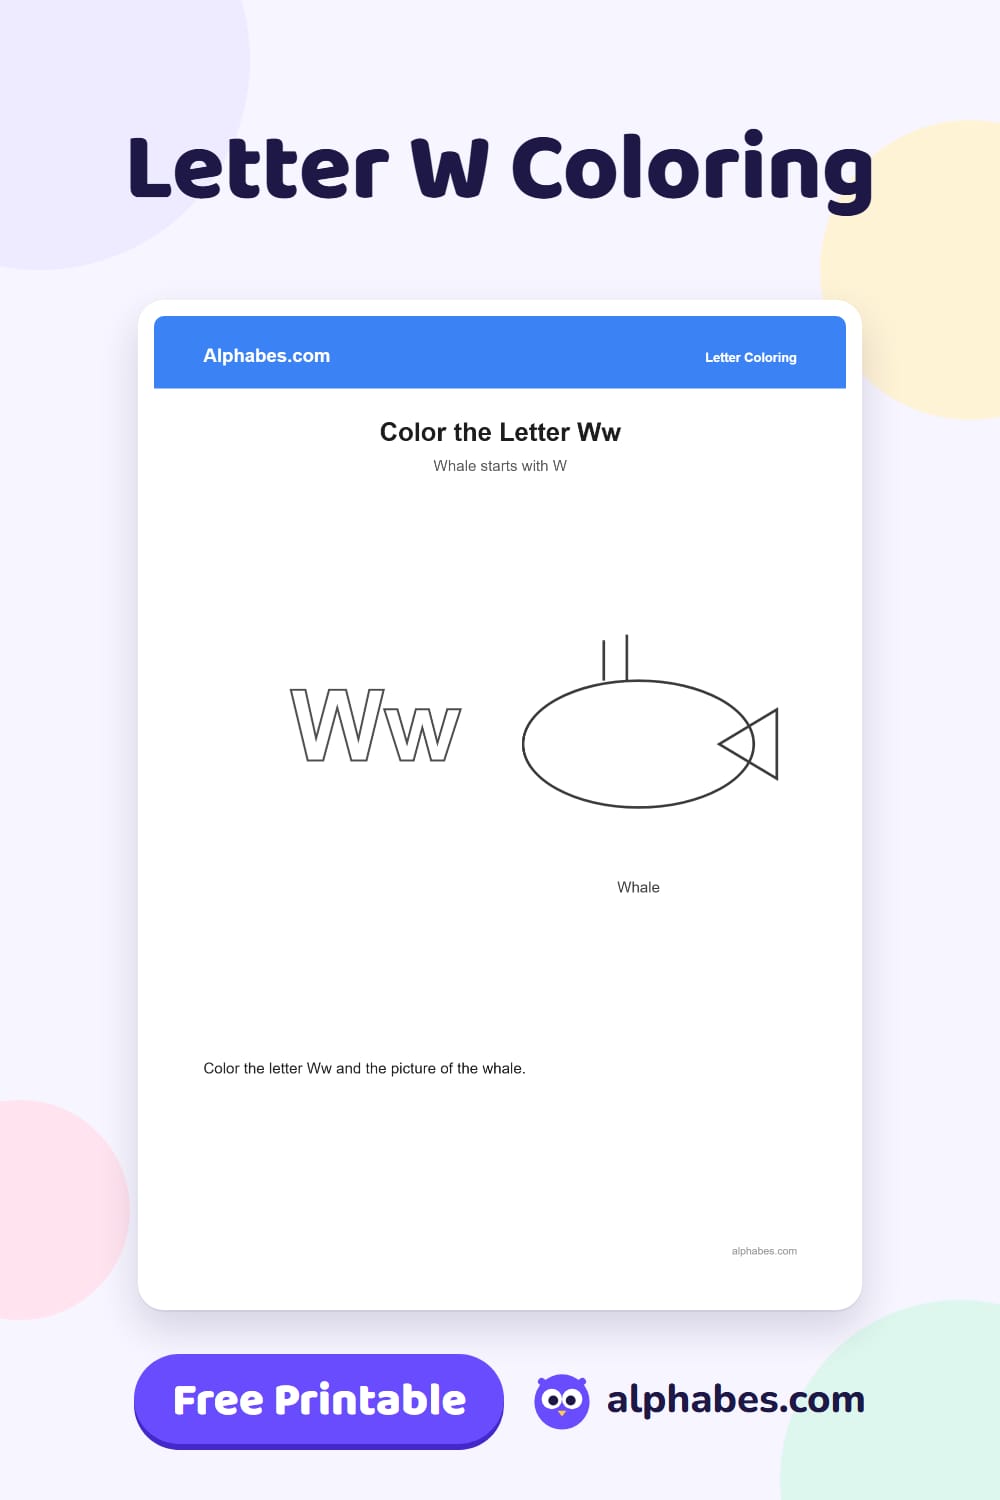 Letter W Coloring
Alphabes.com
Letter Coloring
Color the Letter Ww
Whale starts with W
Ww
Whale
Color the letter Ww and the picture of the whale.
alphabes.com
Free Printable
alphabes.com